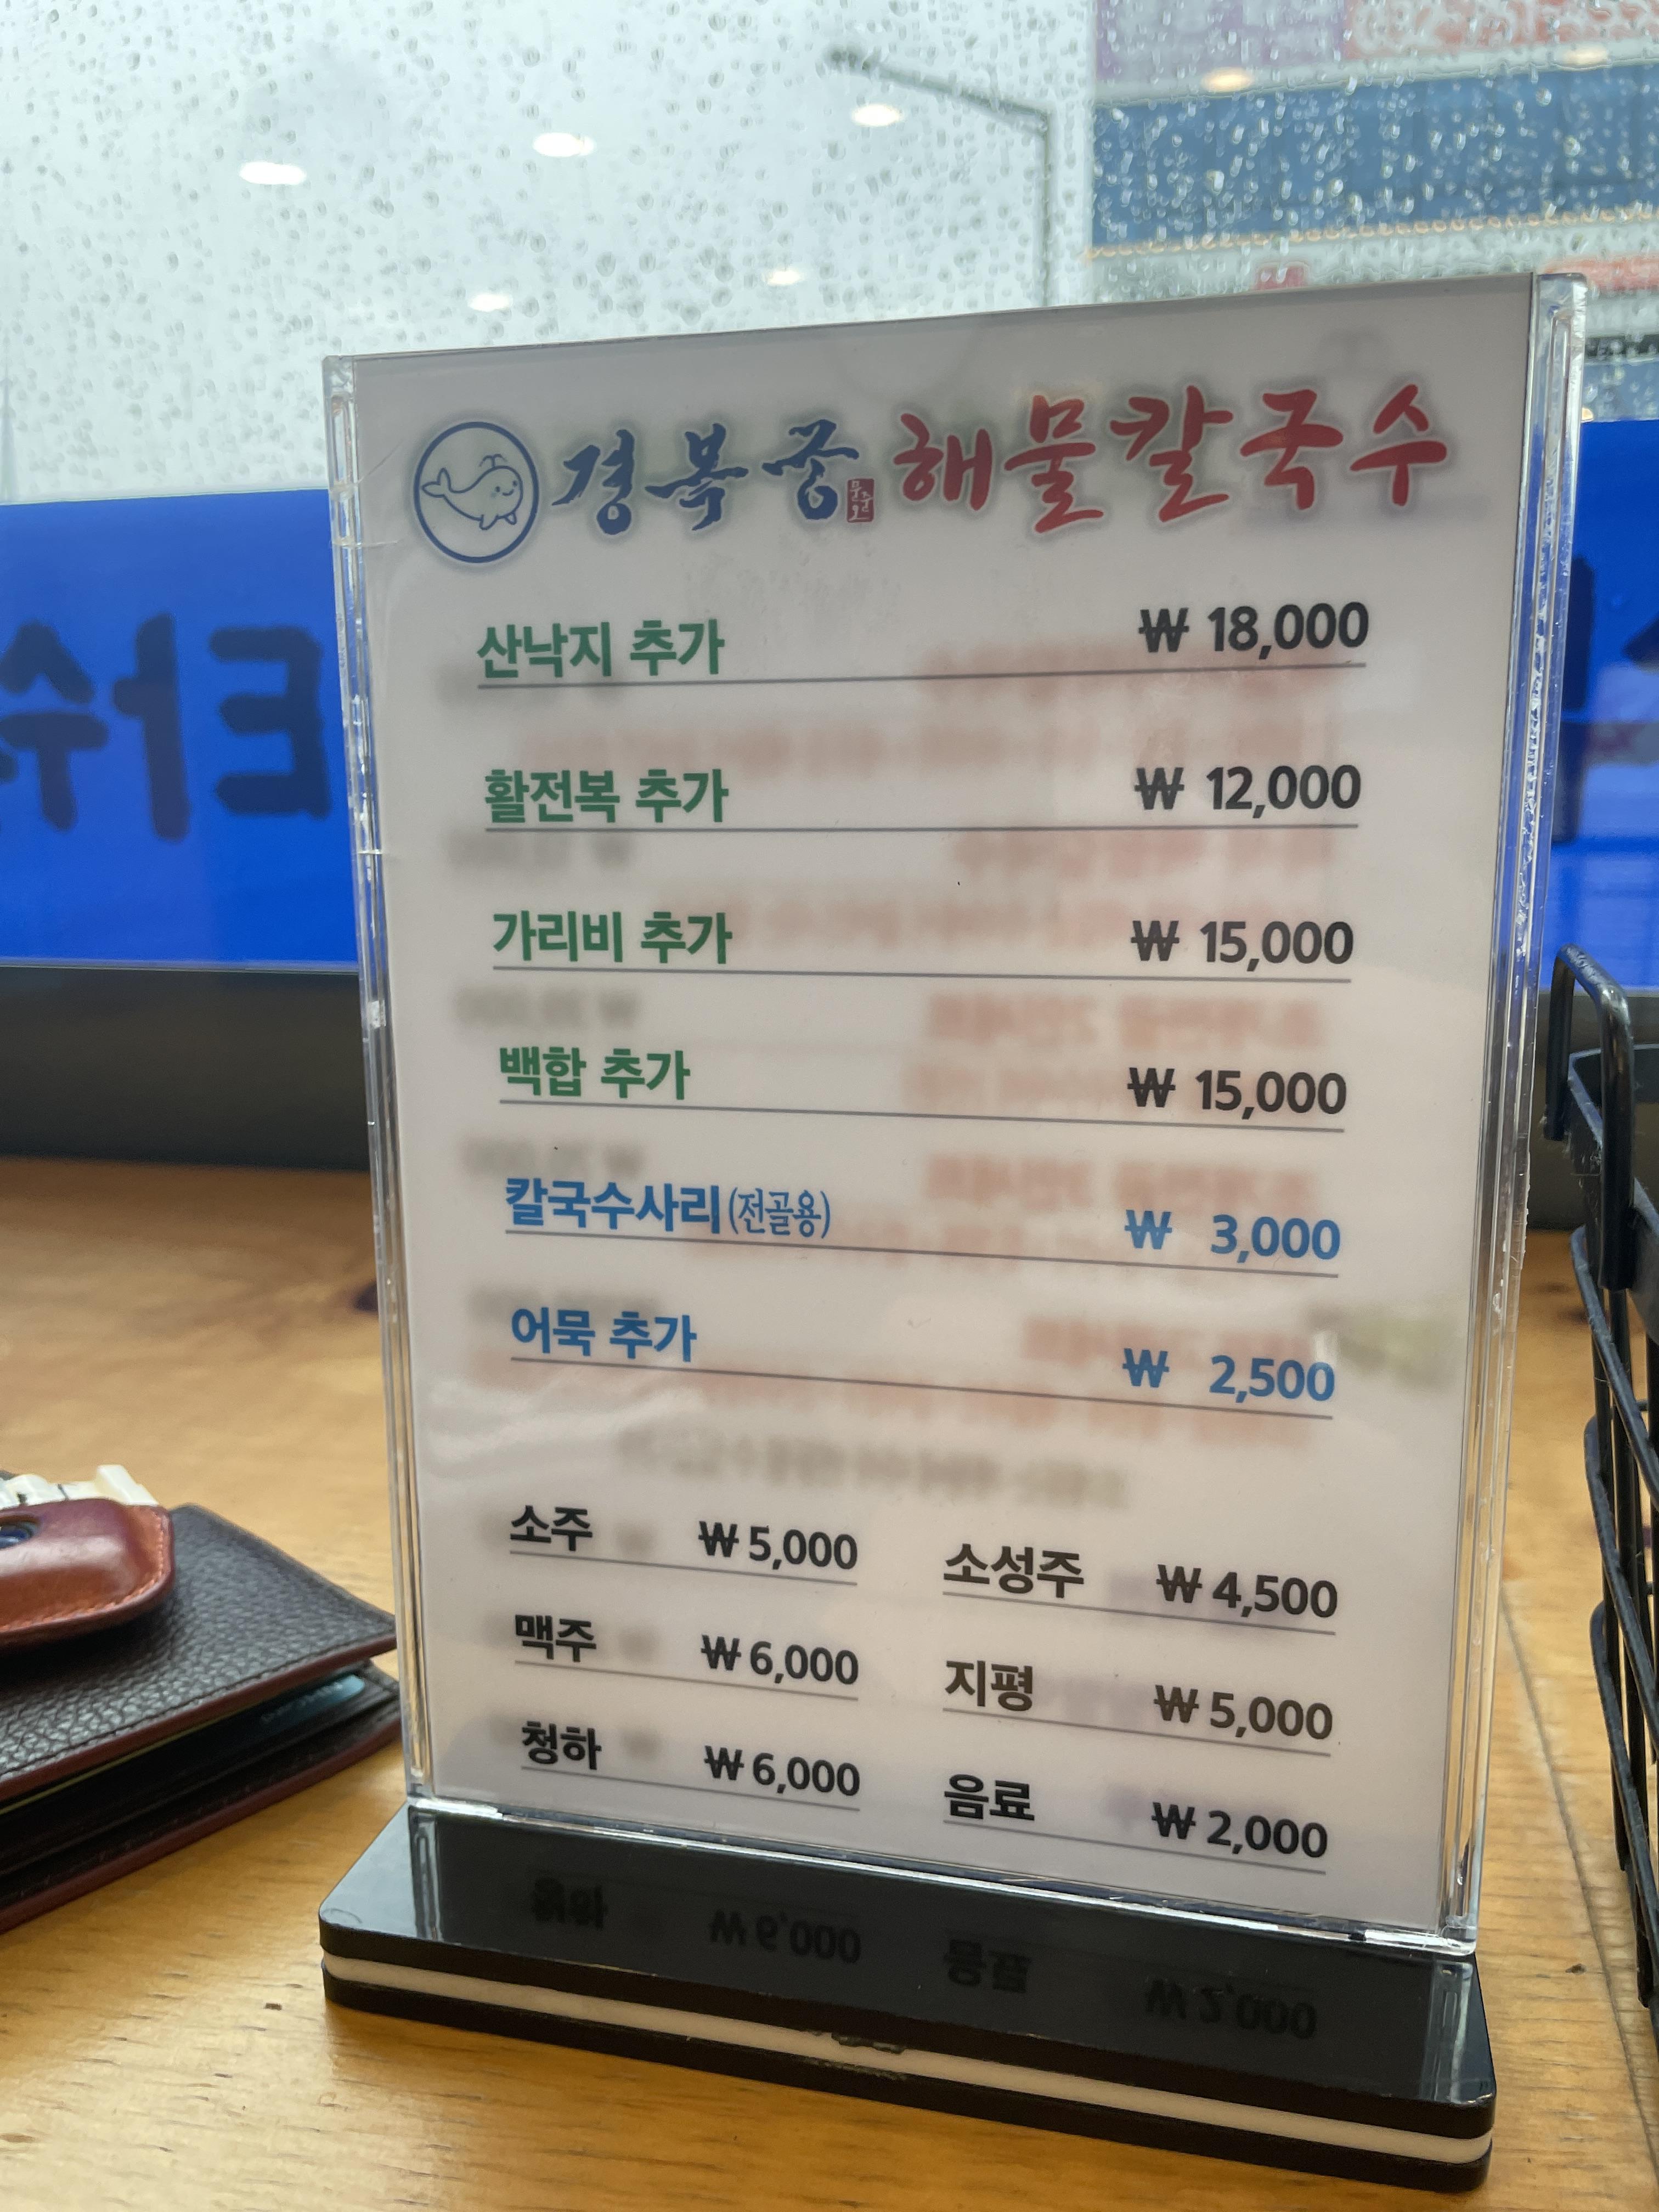 경복궁 해물칼국수
산낙지 추가 ₩ 18,000
활전복 추가 ₩ 12,000
가리비 추가 ₩ 15,000
백합 추가 ₩ 15,000
칼국수사리(전골용) ₩ 3,000
어묵 추가 ₩ 2,500
소주 ₩ 5,000 소성주 ₩ 4,500
맥주 ₩ 6,000 지평 ₩ 5,000
청하 ₩ 6,000 음료 ₩ 2,000